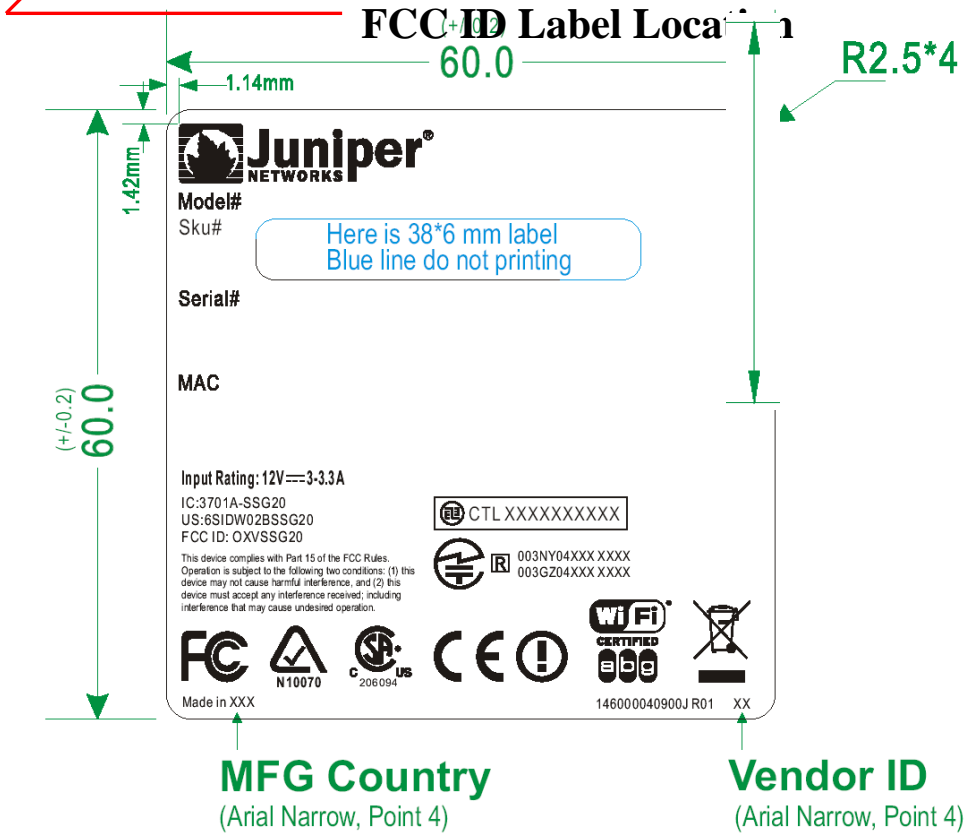 FCC ID Label Location
(+/-0.2)
60.0
R2.5*4
1.14mm
1.42mm
Juniper®
NETWORKS
Model#
Sku#
Here is 38*6 mm label
Blue line do not printing
Serial#
MAC
(+/-0.2)
60.0
Input Rating: 12V⎓3-3.3A
IC:3701A-SSG20
US:6SIDW02BSSG20
FCC ID: OXVSSG20
CTL XXXXXXXXXX
This device complies with Part 15 of the FCC Rules.
Operation is subject to the following two conditions: (1) this
device may not cause harmful interference, and (2) this
device must accept any interference received; including
interference that may cause undesired operation.
R
003NY04XXX XXXX
003GZ04XXX XXXX
FC
N10070
C SA US
206094
CE
Wi Fi
CERTIFIED
a b g
Made in XXX
146000040900J R01 XX
MFG Country
(Arial Narrow, Point 4)
Vendor ID
(Arial Narrow, Point 4)